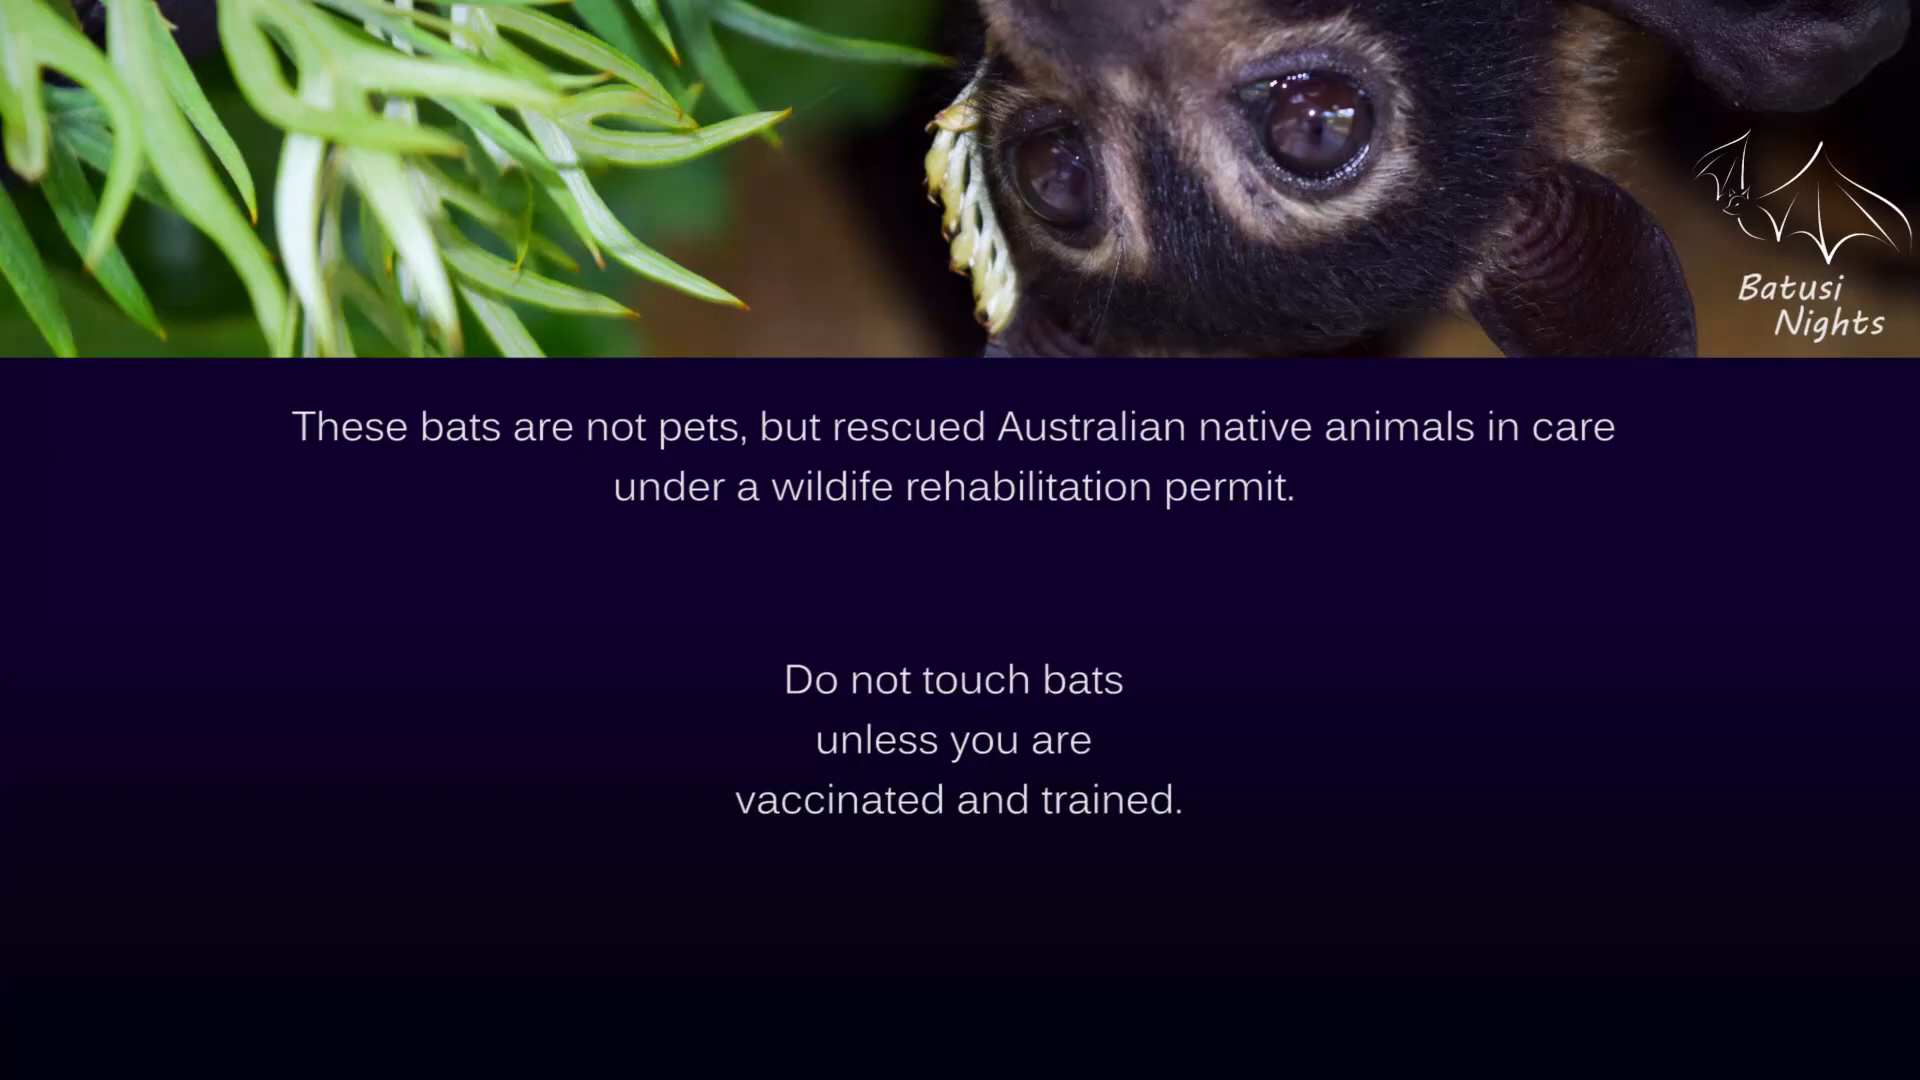 Batusi
Nights
These bats are not pets, but rescued Australian native animals in care
under a wildife rehabilitation permit.
Do not touch bats
unless you are
vaccinated and trained.